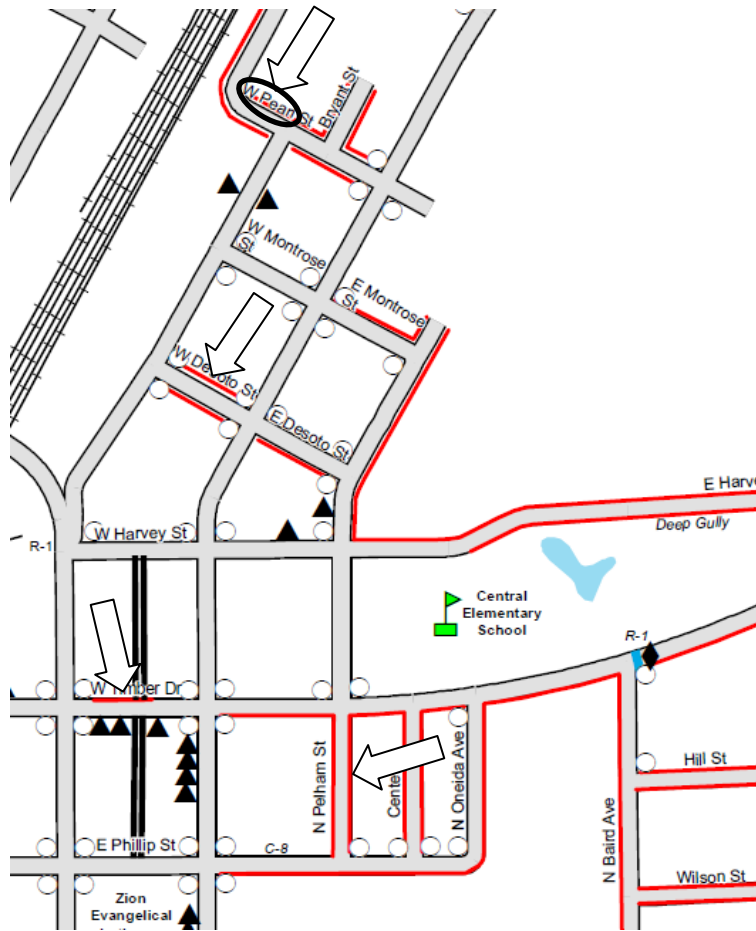 W Pearl St
Bryant St
W Montrose
St
E Montrose
St
W Desoto St
E Desoto St
E Harve
W Harvey St
Deep Gully
R-1
Central
Elementary
School
R-1
W Timber Dr
N Pelham St
Cente
N Oneida Ave
Hill St
E Phillip St
C-8
N Baird Ave
Wilson St
Zion
Evangelical